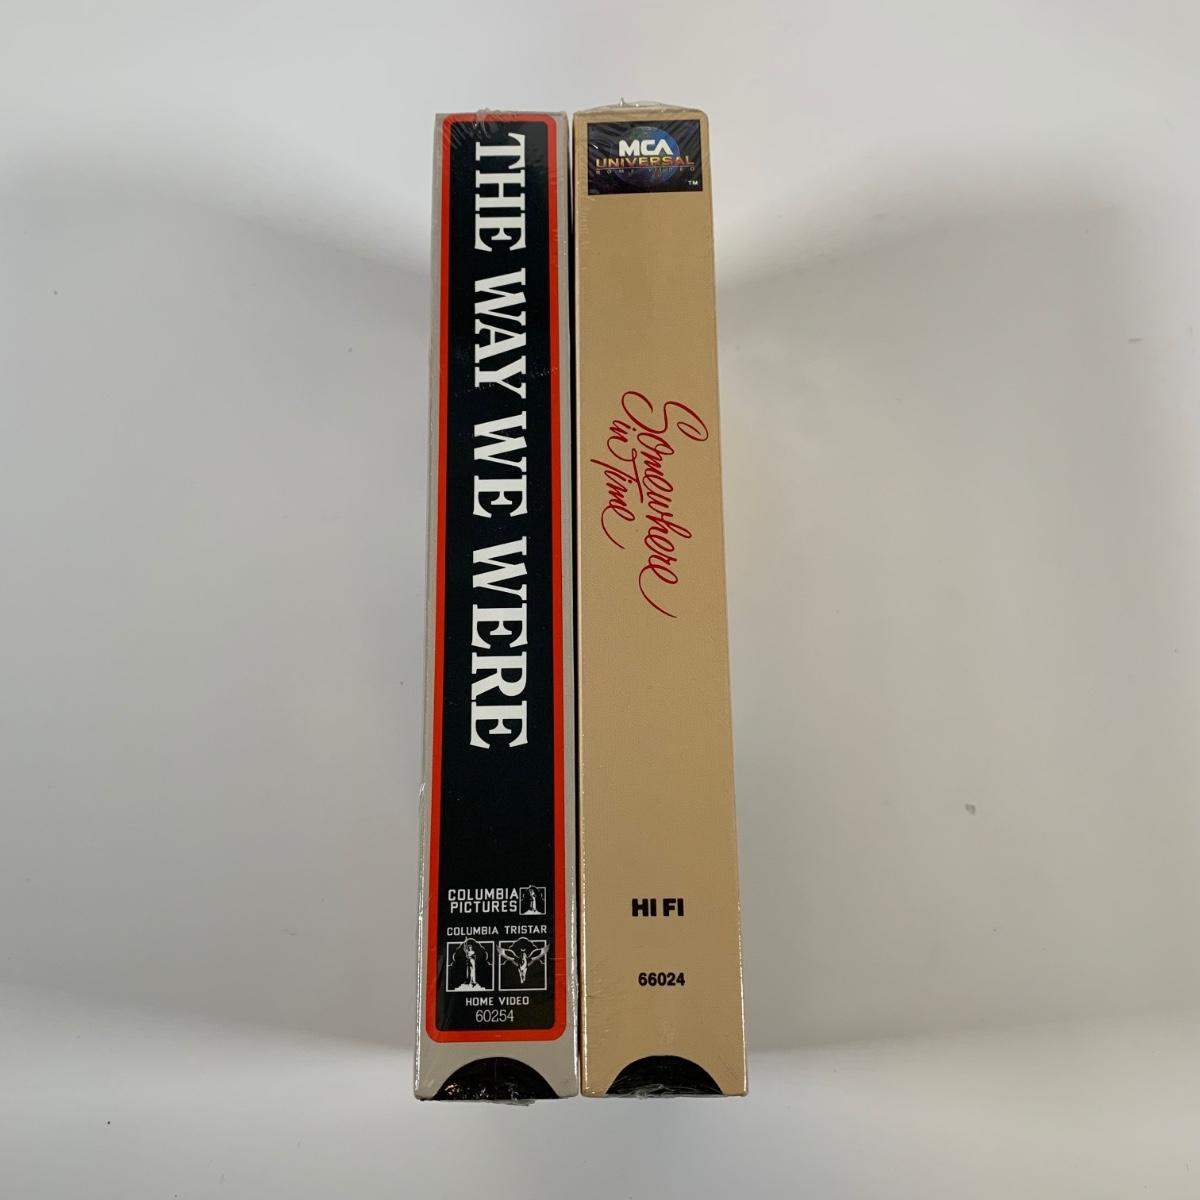 THE WAY WE WERE
COLUMBIA
PICTURES
COLUMBIA TRISTAR
HOME VIDEO
60254
MCA
UNIVERSAL
HOME VIDEO
TM
Somewhere
in Time
HI FI
66024